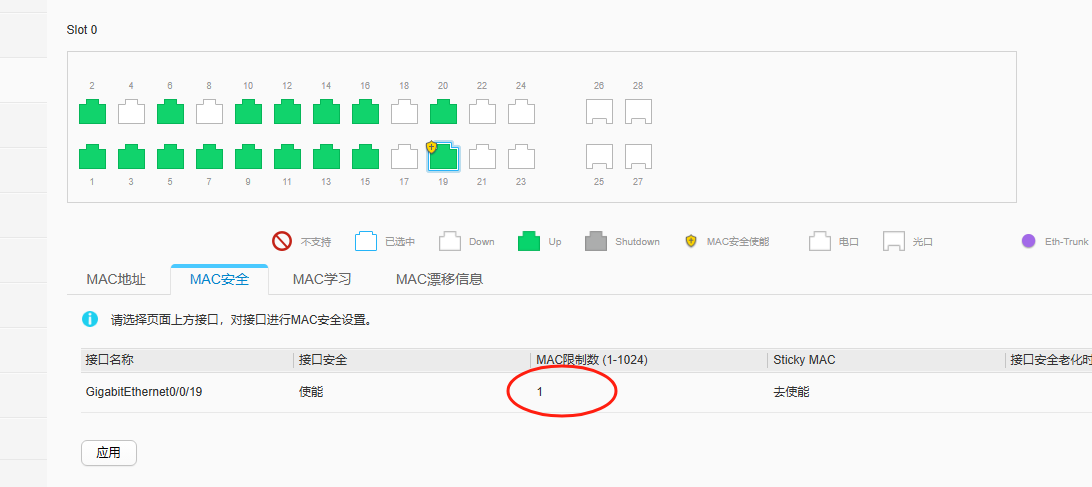 Slot 0
2 4 6 8 10 12 14 16 18 20 22 24 26 28
1 3 5 7 9 11 13 15 17 19 21 23 25 27
不支持 已选中 Down Up Shutdown MAC安全使能 电口 光口 Eth-Trunk
MAC地址 MAC安全 MAC学习 MAC漂移信息
请选择页面上方接口，对接口进行MAC安全设置。
接口名称 接口安全 MAC限制数 (1-1024) Sticky MAC 接口安全老化时
GigabitEthernet0/0/19 使能 1 去使能
应用